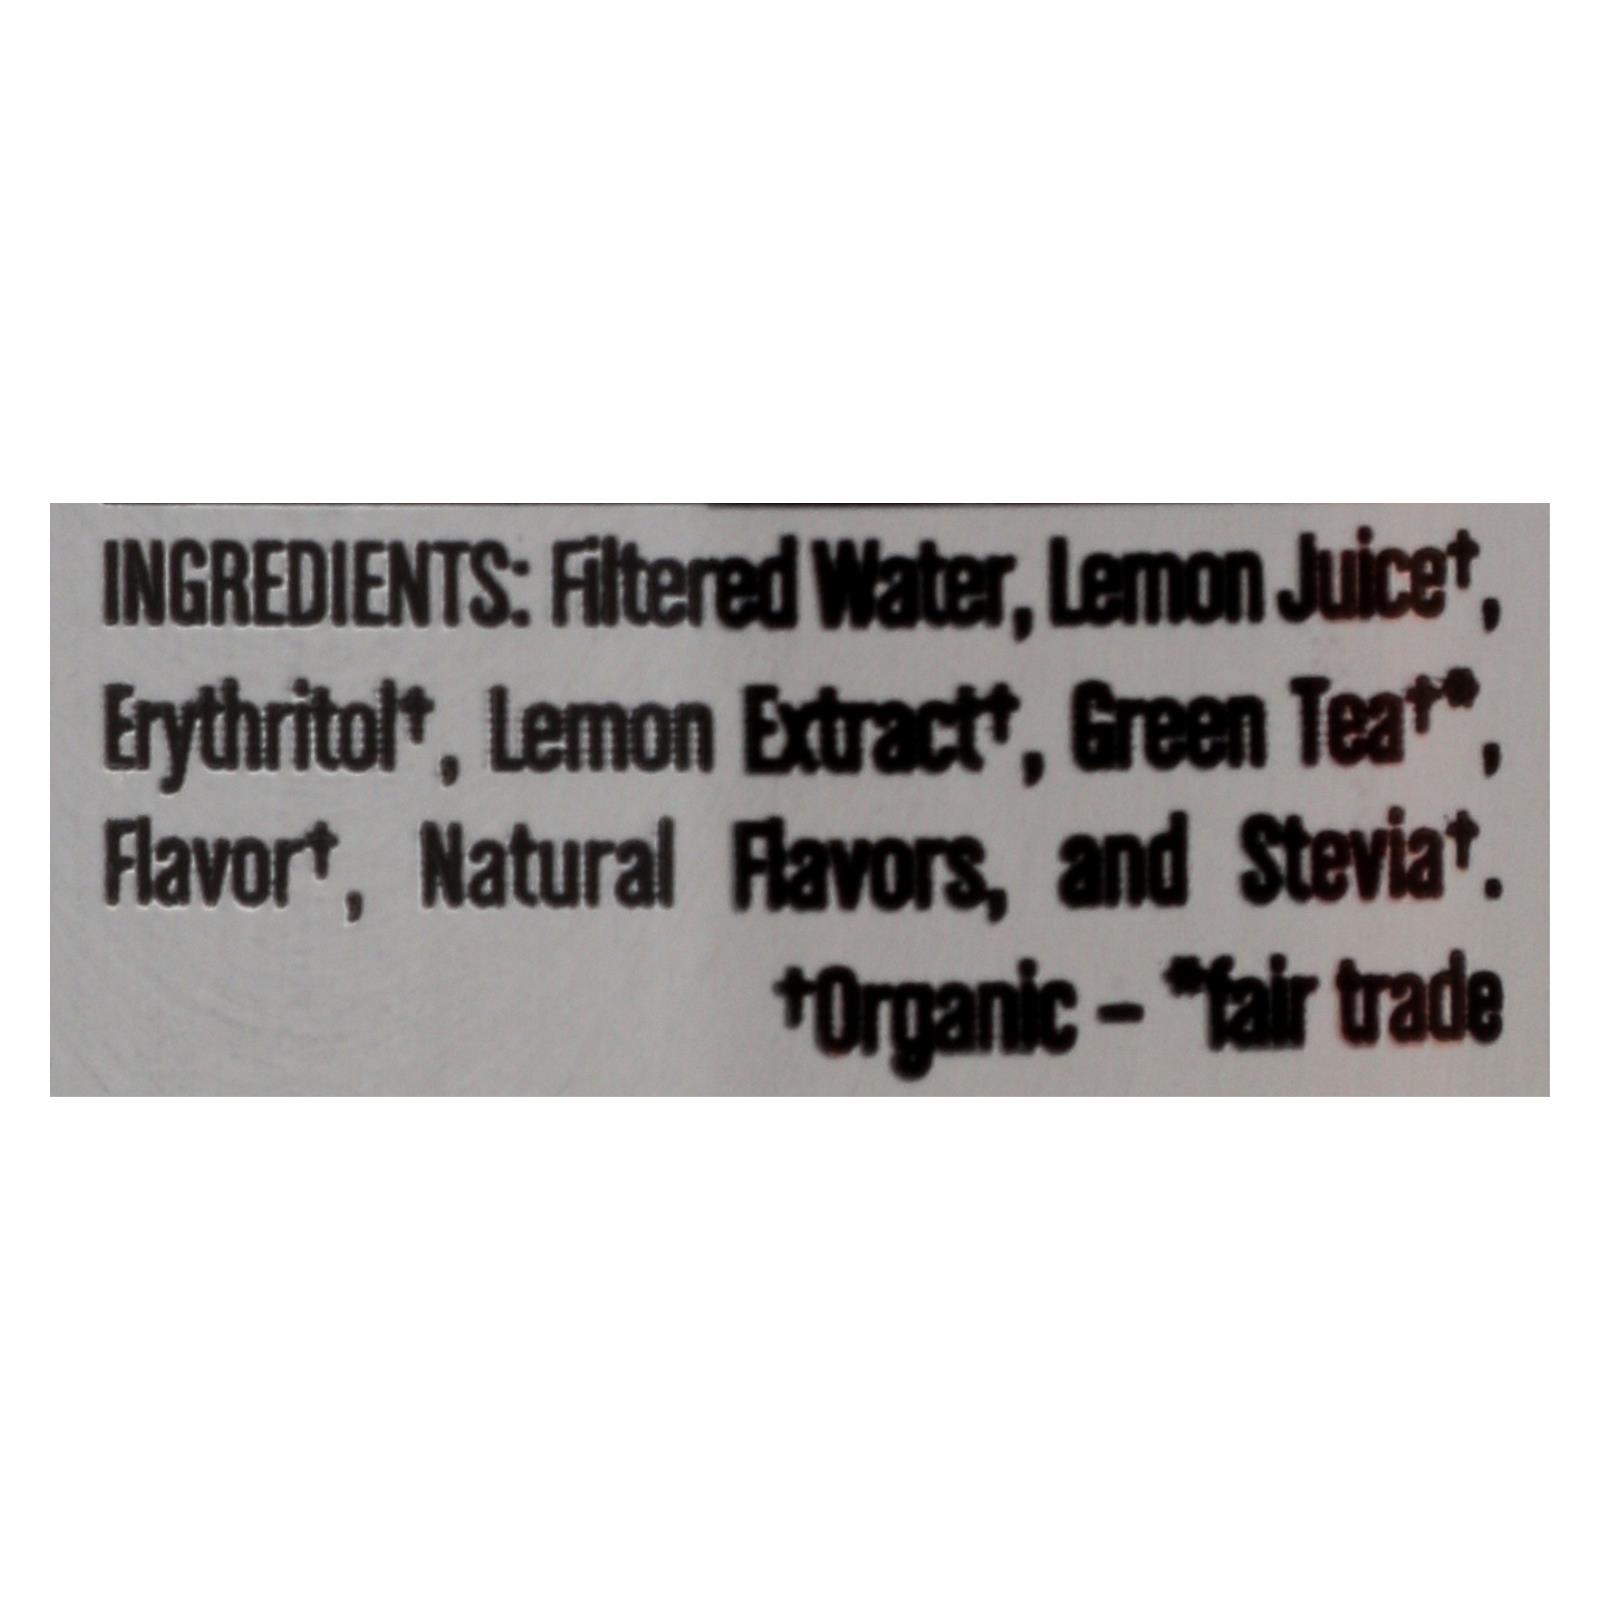 INGREDIENTS: Filtered Water, Lemon Juice†,
Erythritol†, Lemon Extract†, Green Tea†*,
Flavor†, Natural Flavors, and Stevia†.
†Organic – *fair trade